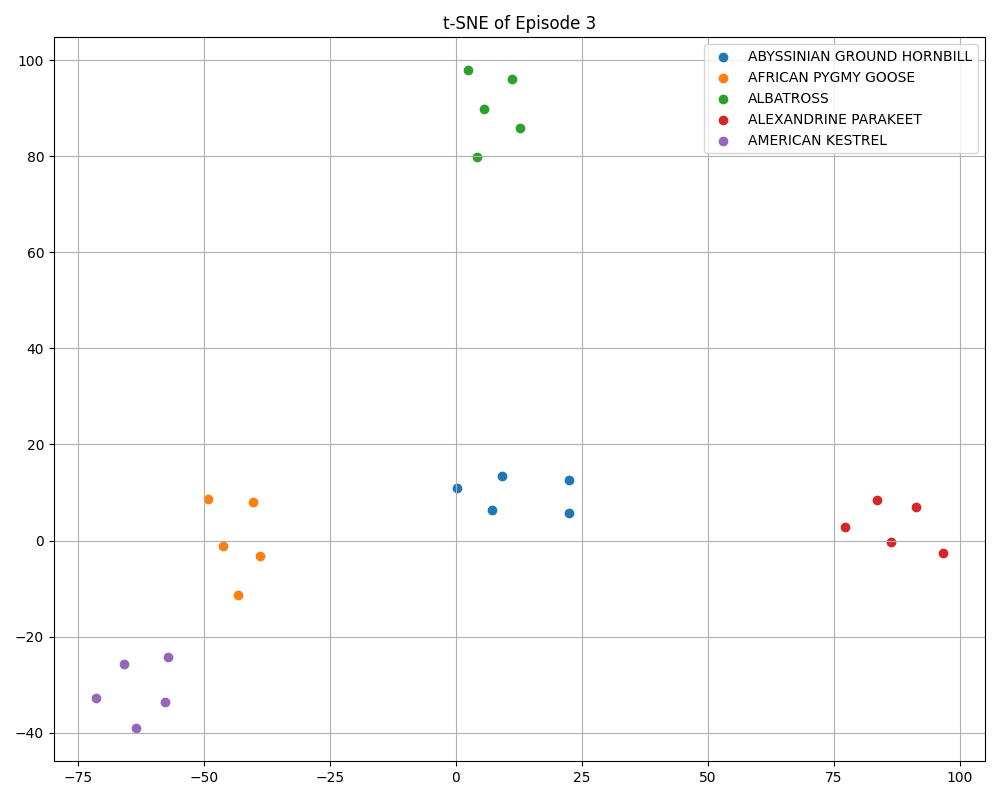 t-SNE of Episode 3
ABYSSINIAN GROUND HORNBILL
AFRICAN PYGMY GOOSE
ALBATROSS
ALEXANDRINE PARAKEET
AMERICAN KESTREL
100
80
60
40
20
0
−20
−40
−75
−50
−25
0
25
50
75
100